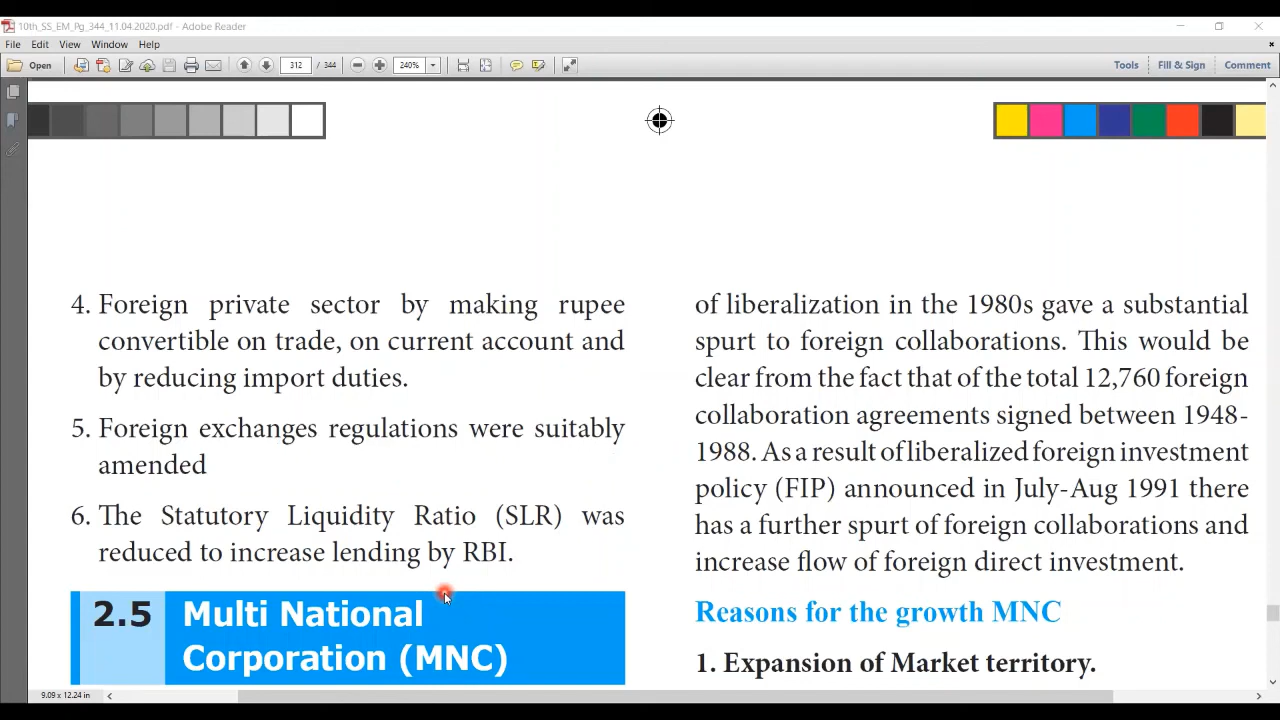 10th_SS_EM_Pg_344_11.04.2020.pdf - Adobe Reader
File Edit View Window Help
Open 312 / 344 240% Tools Fill & Sign Comment
4. Foreign private sector by making rupee
convertible on trade, on current account and
by reducing import duties.
5. Foreign exchanges regulations were suitably
amended
6. The Statutory Liquidity Ratio (SLR) was
reduced to increase lending by RBI.
2.5 Multi National
Corporation (MNC)
of liberalization in the 1980s gave a substantial
spurt to foreign collaborations. This would be
clear from the fact that of the total 12,760 foreign
collaboration agreements signed between 1948-
1988. As a result of liberalized foreign investment
policy (FIP) announced in July-Aug 1991 there
has a further spurt of foreign collaborations and
increase flow of foreign direct investment.
Reasons for the growth MNC
1. Expansion of Market territory.
9.09 x 12.24 in